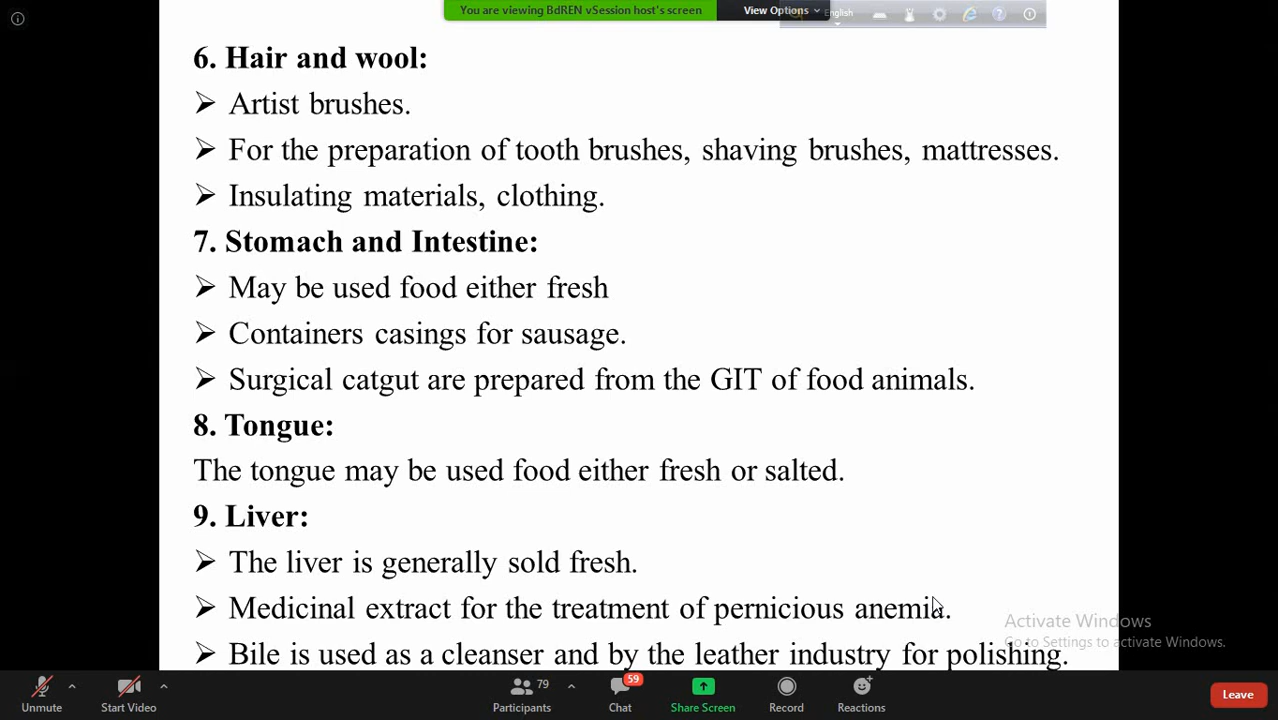 You are viewing BdREN vSession host's screen
View Options
English
6. Hair and wool:
➢ Artist brushes.
➢ For the preparation of tooth brushes, shaving brushes, mattresses.
➢ Insulating materials, clothing.
7. Stomach and Intestine:
➢ May be used food either fresh
➢ Containers casings for sausage.
➢ Surgical catgut are prepared from the GIT of food animals.
8. Tongue:
The tongue may be used food either fresh or salted.
9. Liver:
➢ The liver is generally sold fresh.
➢ Medicinal extract for the treatment of pernicious anemia.
➢ Bile is used as a cleanser and by the leather industry for polishing.
Activate Windows
Go to Settings to activate Windows.
79
59
Unmute
Start Video
Participants
Chat
Share Screen
Record
Reactions
Leave